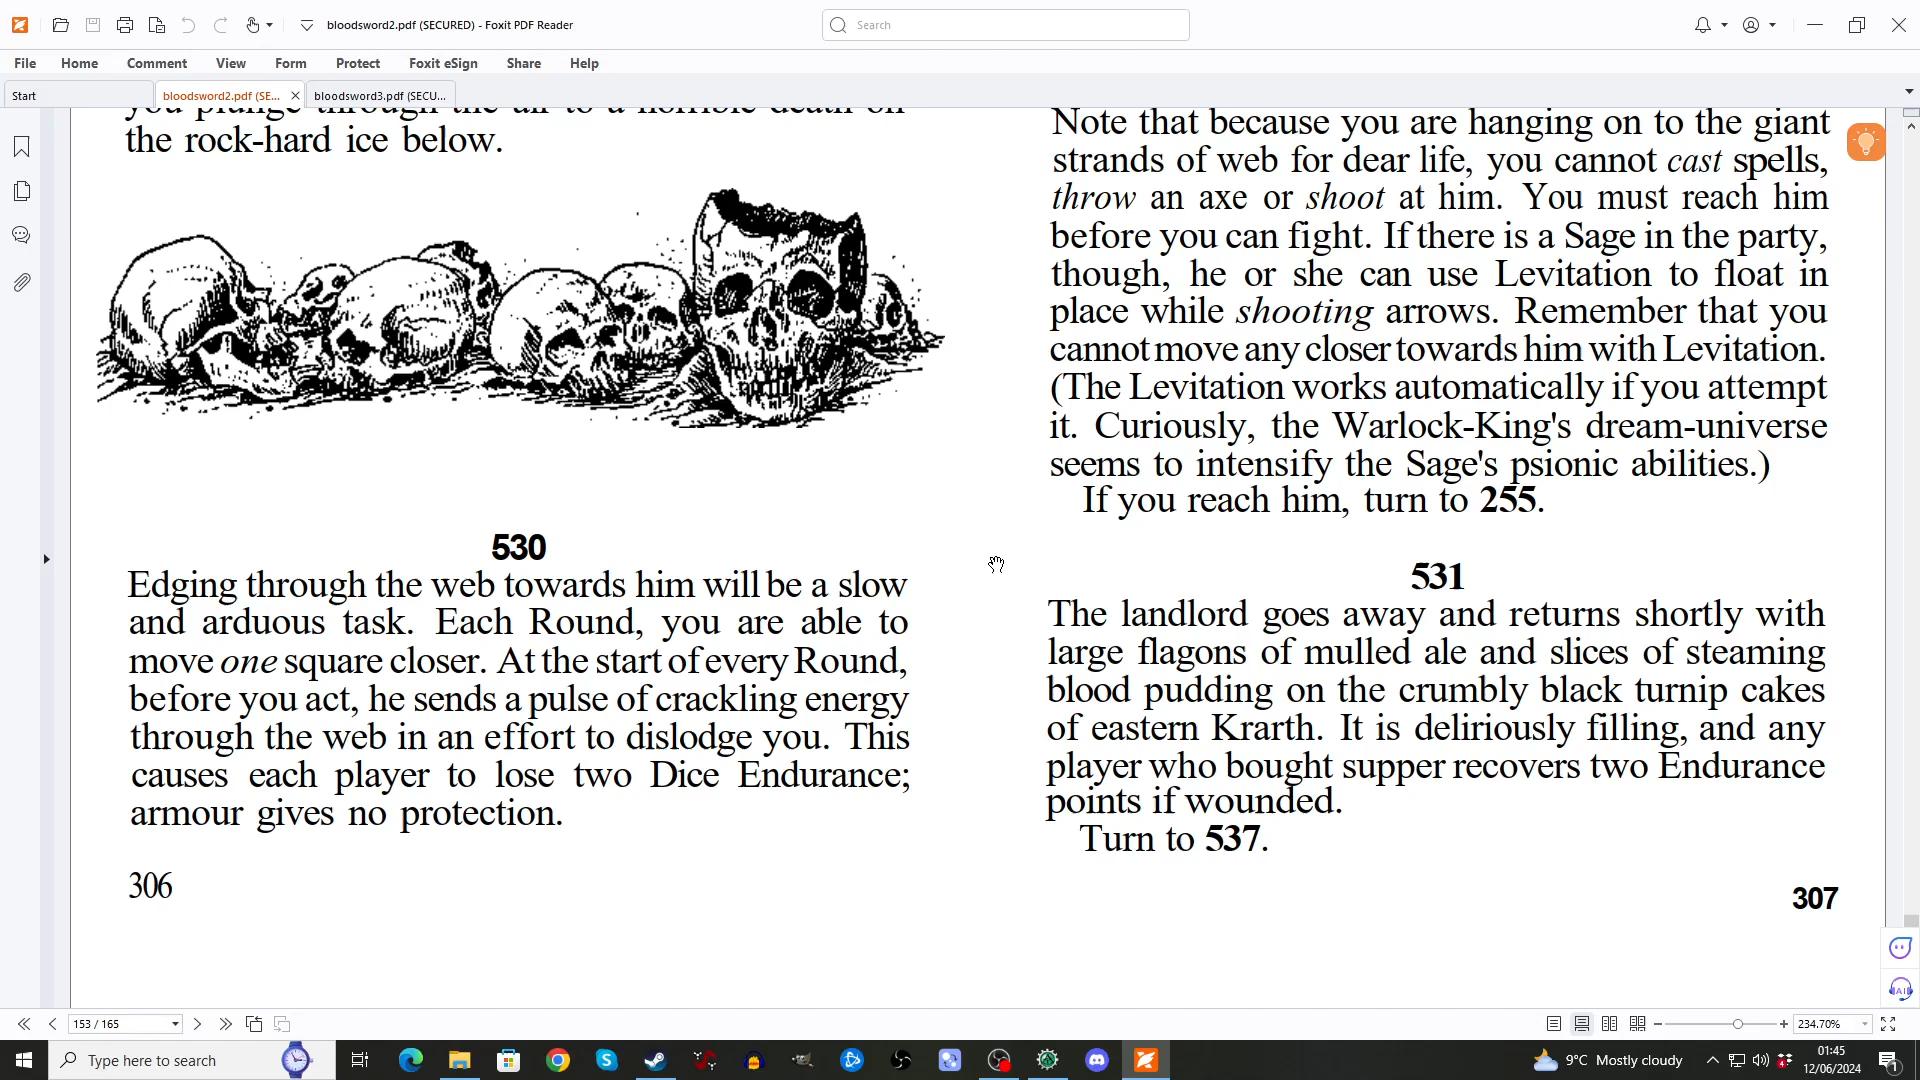 bloodsword2.pdf (SECURED) - Foxit PDF Reader
Search
File Home Comment View Form Protect Foxit eSign Share Help
Start
bloodsword2.pdf (SE...
bloodsword3.pdf (SECU...
you plunge through the air to a horrible death on
the rock-hard ice below.
530
Edging through the web towards him will be a slow
and arduous task. Each Round, you are able to
move one square closer. At the start of every Round,
before you act, he sends a pulse of crackling energy
through the web in an effort to dislodge you. This
causes each player to lose two Dice Endurance;
armour gives no protection.
306
Note that because you are hanging on to the giant
strands of web for dear life, you cannot cast spells,
throw an axe or shoot at him. You must reach him
before you can fight. If there is a Sage in the party,
though, he or she can use Levitation to float in
place while shooting arrows. Remember that you
cannot move any closer towards him with Levitation.
(The Levitation works automatically if you attempt
it. Curiously, the Warlock-King's dream-universe
seems to intensify the Sage's psionic abilities.)
If you reach him, turn to 255.
531
The landlord goes away and returns shortly with
large flagons of mulled ale and slices of steaming
blood pudding on the crumbly black turnip cakes
of eastern Krarth. It is deliriously filling, and any
player who bought supper recovers two Endurance
points if wounded.
Turn to 537.
307
AI
153 / 165
234.70%
Type here to search
9°C Mostly cloudy
01:45
12/06/2024
1